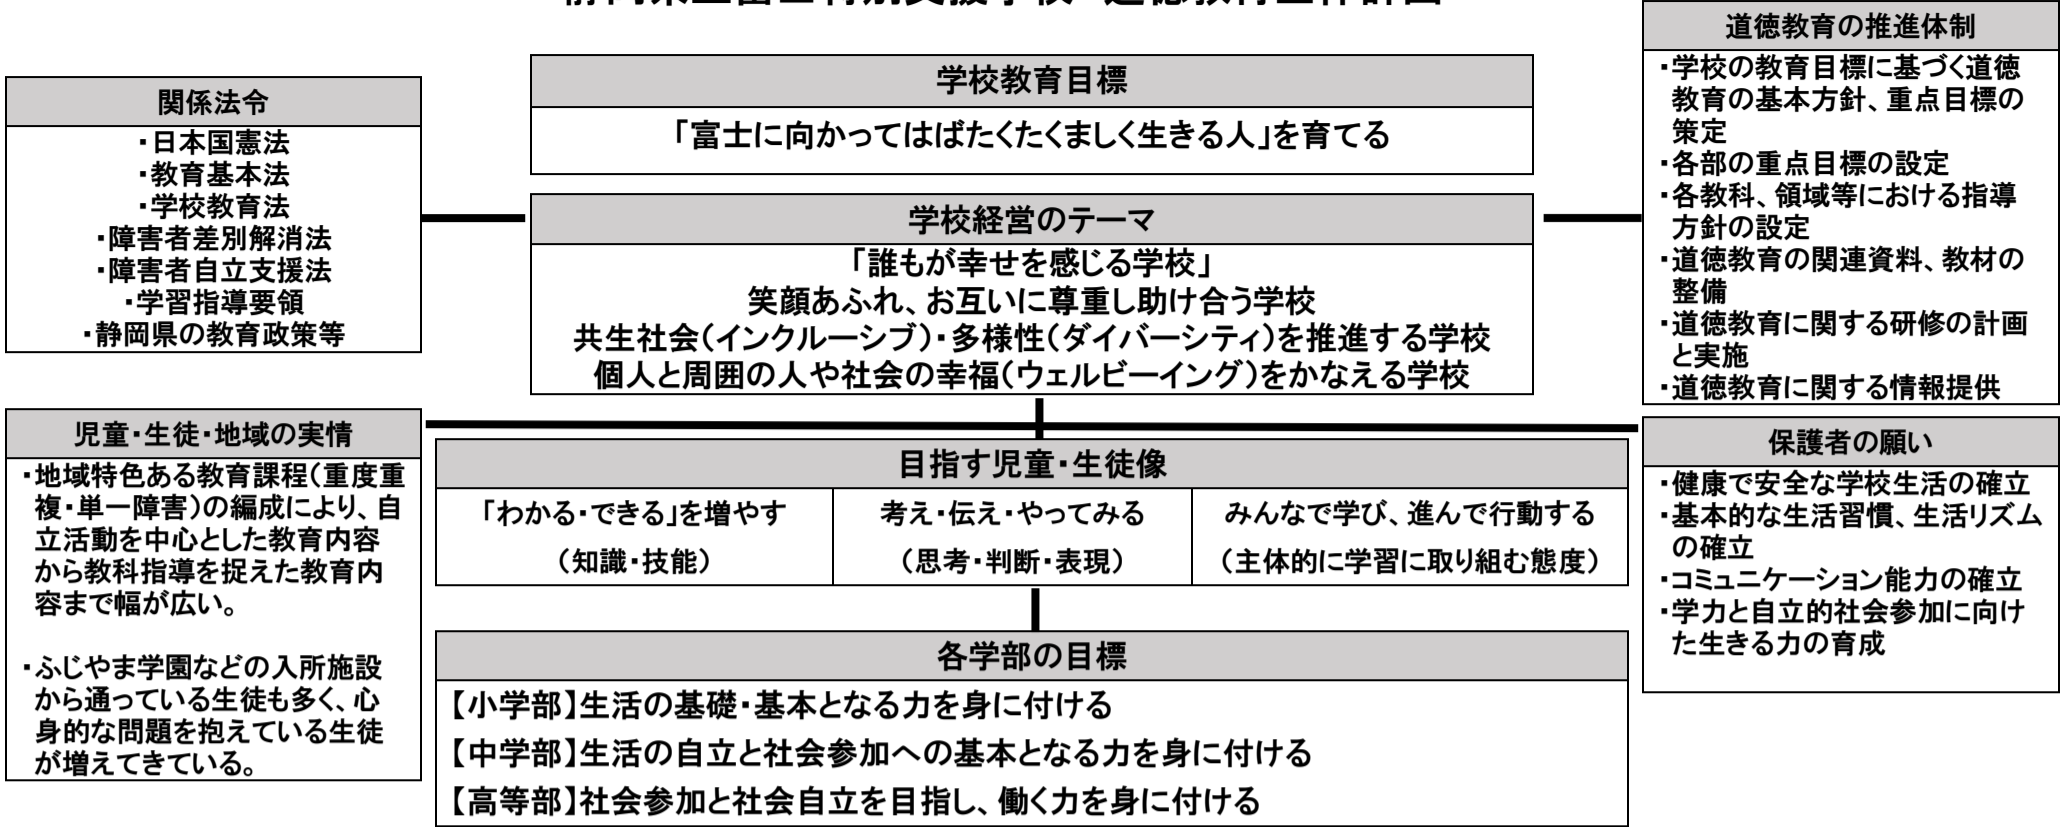 関係法令
・日本国憲法
・教育基本法
・学校教育法
・障害者差別解消法
・障害者自立支援法
・学習指導要領
・静岡県の教育政策等
学校教育目標
「富士に向かってはばたくたくましく生きる人」を育てる
学校経営のテーマ
「誰もが幸せを感じる学校」
笑顔あふれ、お互いに尊重し助け合う学校
共生社会(インクルーシブ)・多様性(ダイバーシティ)を推進する学校
個人と周囲の人や社会の幸福(ウェルビーイング)をかなえる学校
道徳教育の推進体制
・学校の教育目標に基づく道徳
教育の基本方針、重点目標の
策定
・各部の重点目標の設定
・各教科、領域等における指導
方針の設定
・道徳教育の関連資料、教材の
整備
・道徳教育に関する研修の計画
と実施
・道徳教育に関する情報提供
児童・生徒・地域の実情
・地域特色ある教育課程(重度重
複・単一障害)の編成により、自
立活動を中心とした教育内容
から教科指導を捉えた教育内
容まで幅が広い。
・ふじやま学園などの入所施設
から通っている生徒も多く、心
身的な問題を抱えている生徒
が増えてきている。
目指す児童・生徒像
「わかる・できる」を増やす
(知識・技能)
考え・伝え・やってみる
(思考・判断・表現)
みんなで学び、進んで行動する
(主体的に学習に取り組む態度)
各学部の目標
【小学部】生活の基礎・基本となる力を身に付ける
【中学部】生活の自立と社会参加への基本となる力を身に付ける
【高等部】社会参加と社会自立を目指し、働く力を身に付ける
保護者の願い
・健康で安全な学校生活の確立
・基本的な生活習慣、生活リズム
の確立
・コミュニケーション能力の確立
・学力と自立的社会参加に向け
た生きる力の育成